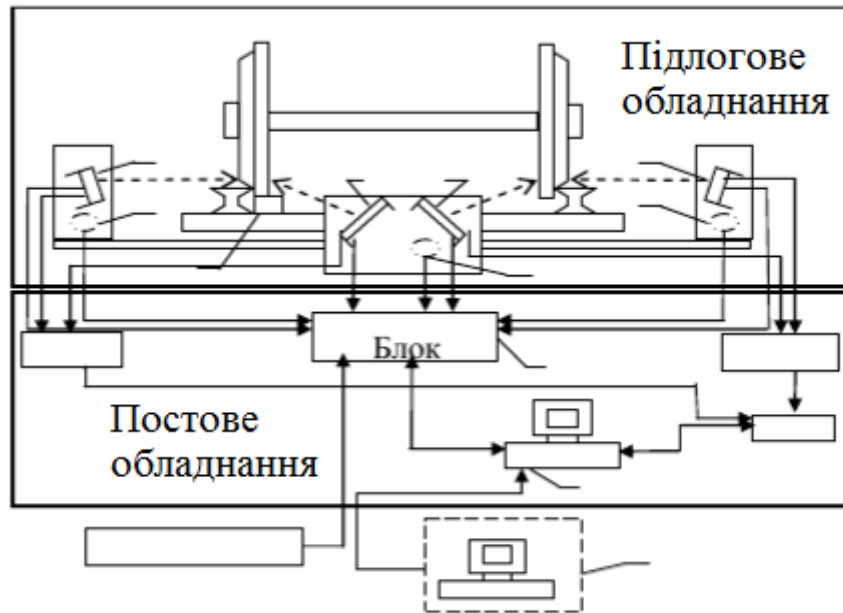 Підлогове
обладнання
Блок
Постове
обладнання